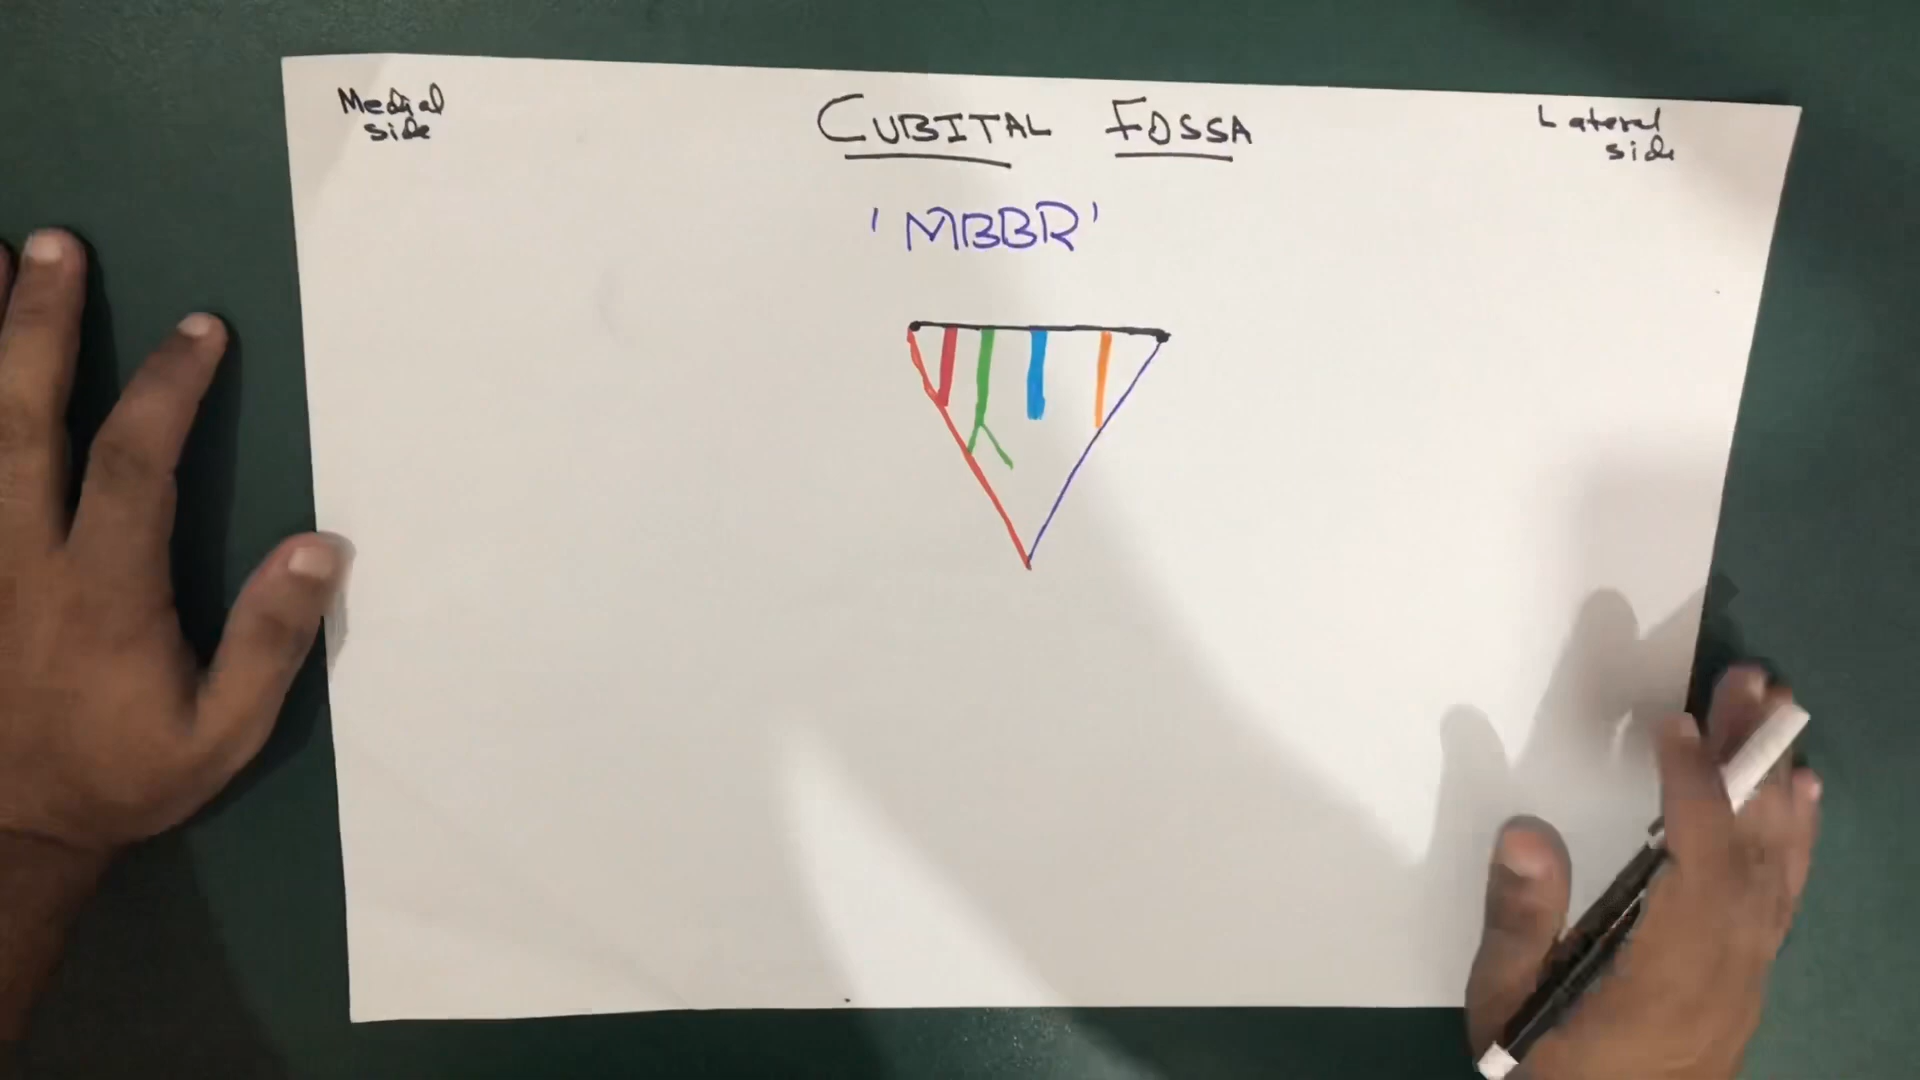 Medial
side
CUBITAL FOSSA
Lateral
side
'MBBR'